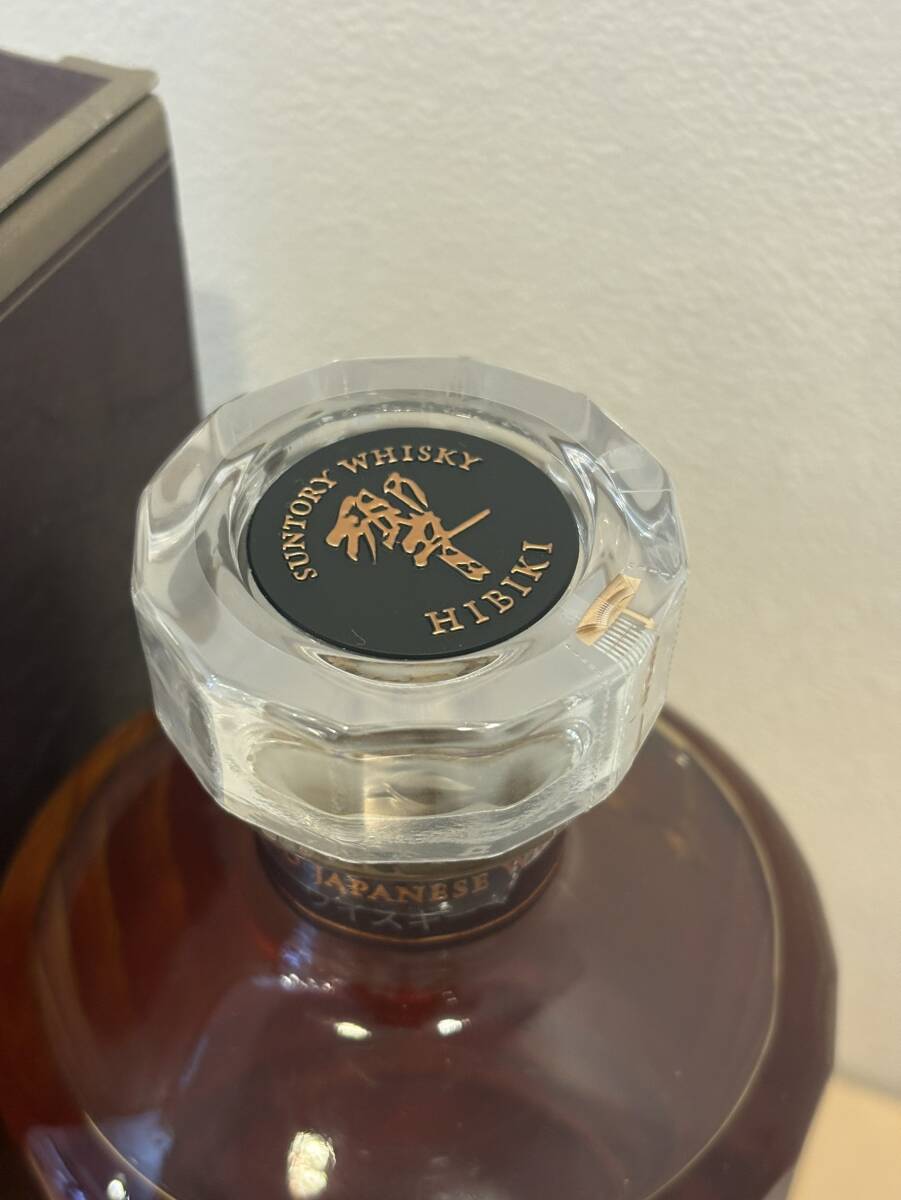 SUNTORY WHISKY
響
HIBIKI
JAPANESE
ウイスキー